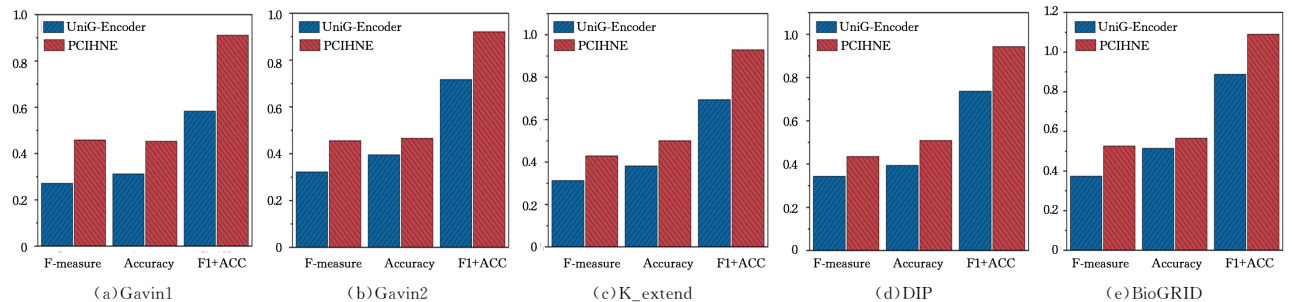 1.0
0.8
0.6
0.4
0.2
0
UniG-Encoder
PCIHNE
F-measure Accuracy F1+ACC
(a)Gavin1
1.0
0.8
0.6
0.4
0.2
0
UniG-Encoder
PCIHNE
F-measure Accuracy F1+ACC
(b)Gavin2
1.0
0.8
0.6
0.4
0.2
0
UniG-Encoder
PCIHNE
F-measure Accuracy F1+ACC
(c)K_extend
1.0
0.8
0.6
0.4
0.2
0
UniG-Encoder
PCIHNE
F-measure Accuracy F1+ACC
(d)DIP
1.2
1.0
0.8
0.6
0.4
0.2
0
UniG-Encoder
PCIHNE
F-measure Accuracy F1+ACC
(e)BioGRID